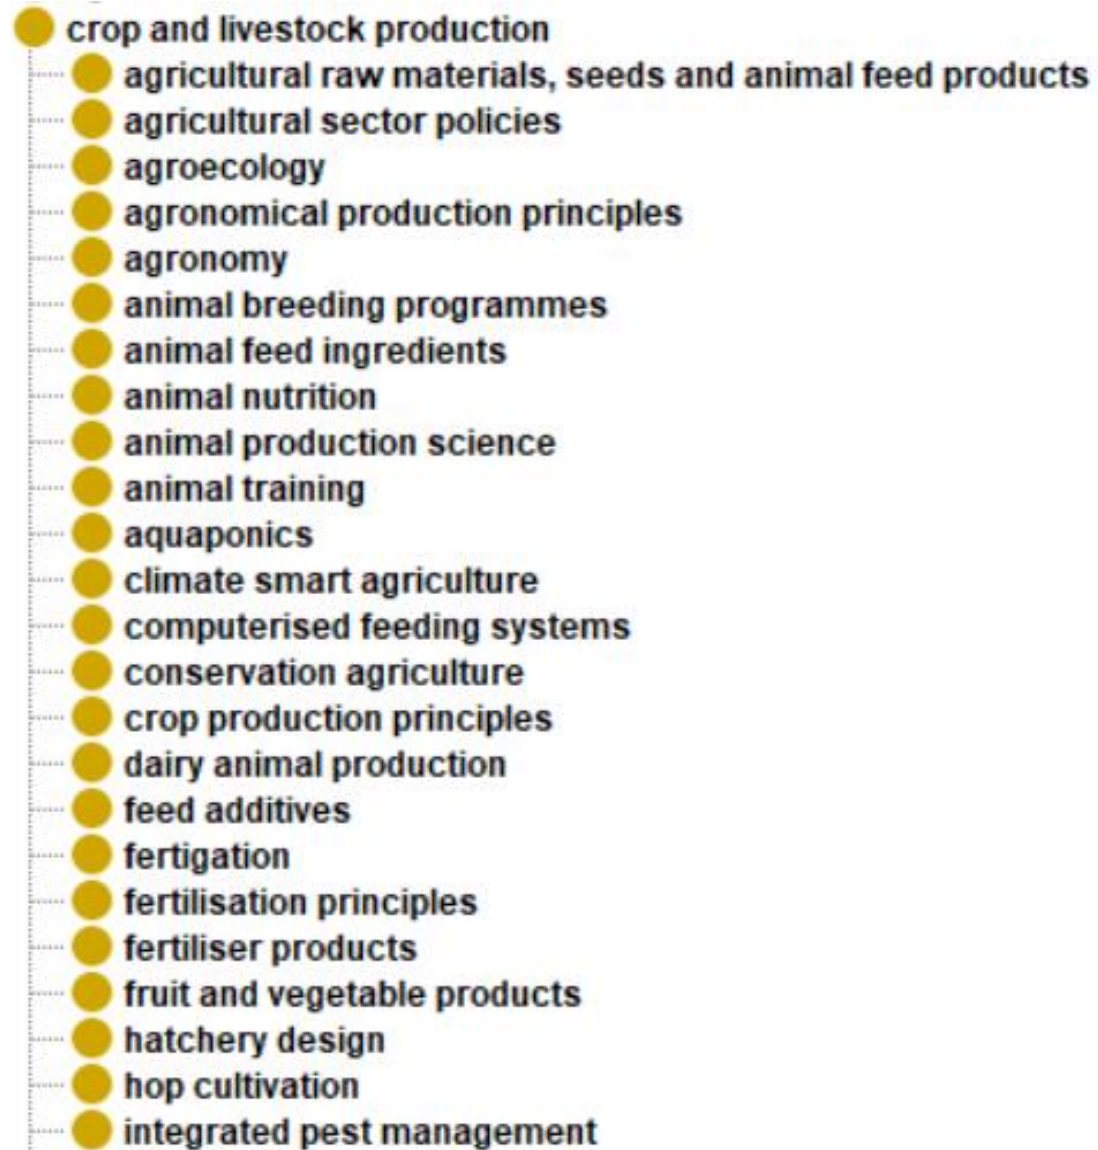 crop and livestock production
agricultural raw materials, seeds and animal feed products
agricultural sector policies
agroecology
agronomical production principles
agronomy
animal breeding programmes
animal feed ingredients
animal nutrition
animal production science
animal training
aquaponics
climate smart agriculture
computerised feeding systems
conservation agriculture
crop production principles
dairy animal production
feed additives
fertigation
fertilisation principles
fertiliser products
fruit and vegetable products
hatchery design
hop cultivation
integrated pest management